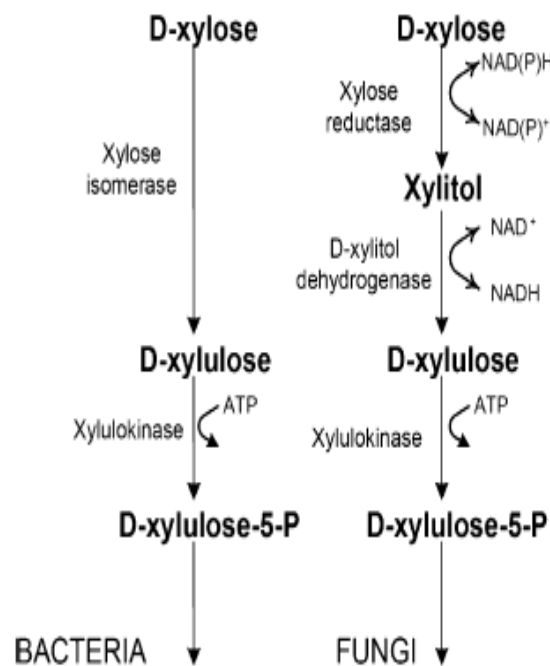 D-xylose
Xylose
isomerase
D-xylulose
Xylulokinase
ATP
D-xylulose-5-P
BACTERIA
D-xylose
NAD(P)H
Xylose
reductase
NAD(P)⁺
Xylitol
NAD⁺
D-xylitol
dehydrogenase
NADH
D-xylulose
ATP
Xylulokinase
D-xylulose-5-P
FUNGI